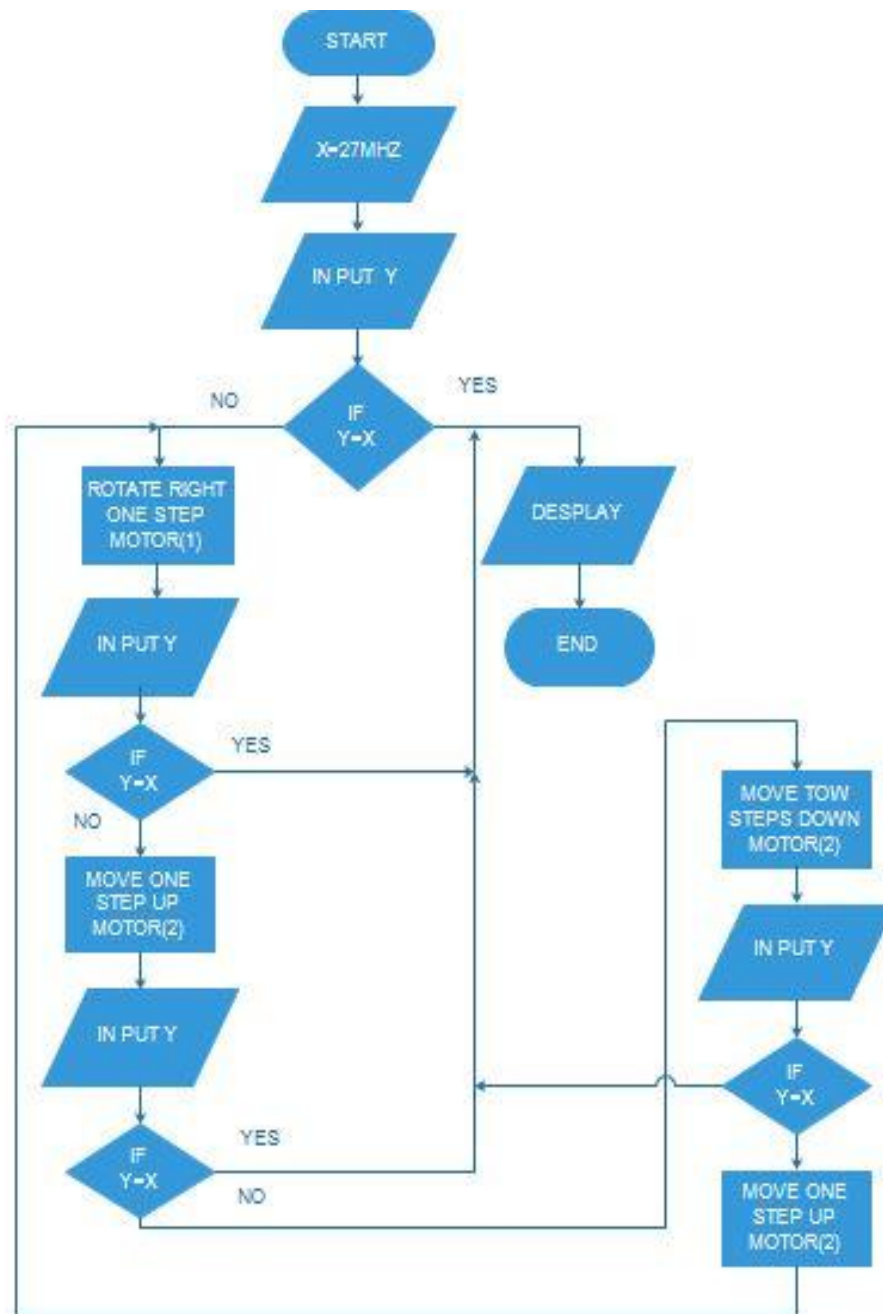 START
X=27MHZ
IN PUT Y
IF
Y=X
NO
YES
ROTATE RIGHT
ONE STEP
MOTOR(1)
DESPLAY
END
IN PUT Y
IF
Y=X
YES
NO
MOVE ONE
STEP UP
MOTOR(2)
IN PUT Y
IF
Y=X
YES
NO
MOVE TOW
STEPS DOWN
MOTOR(2)
IN PUT Y
IF
Y=X
MOVE ONE
STEP UP
MOTOR(2)